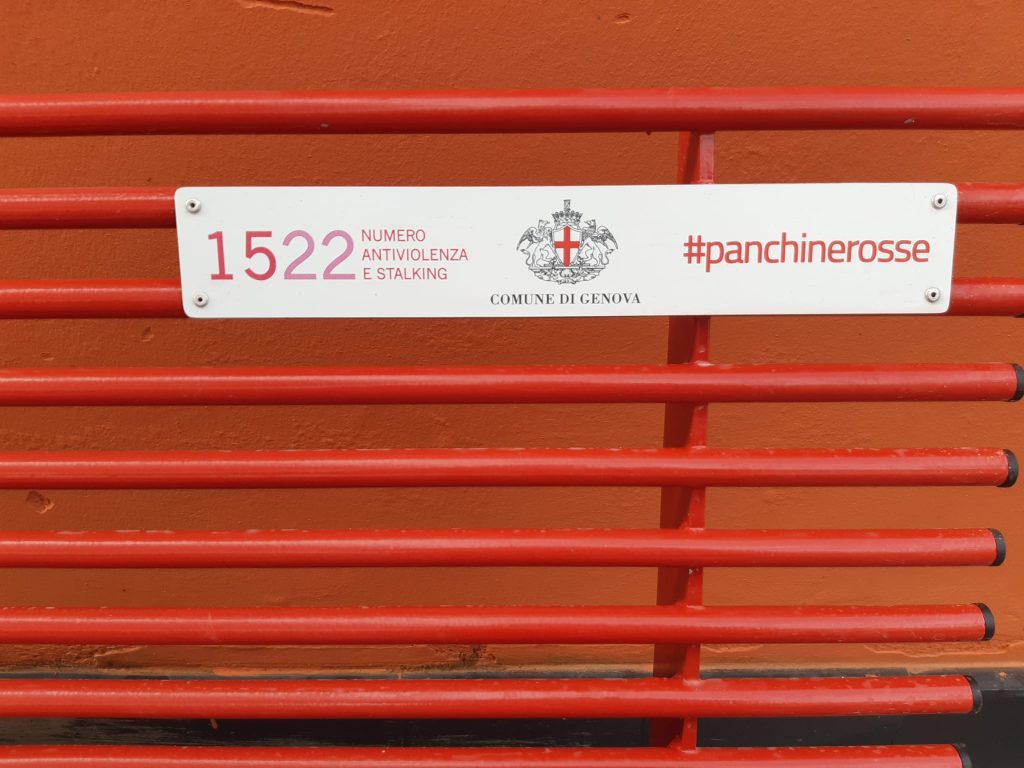 1522
NUMERO
ANTIVIOLENZA
E STALKING
COMUNE DI GENOVA
#panchinerosse